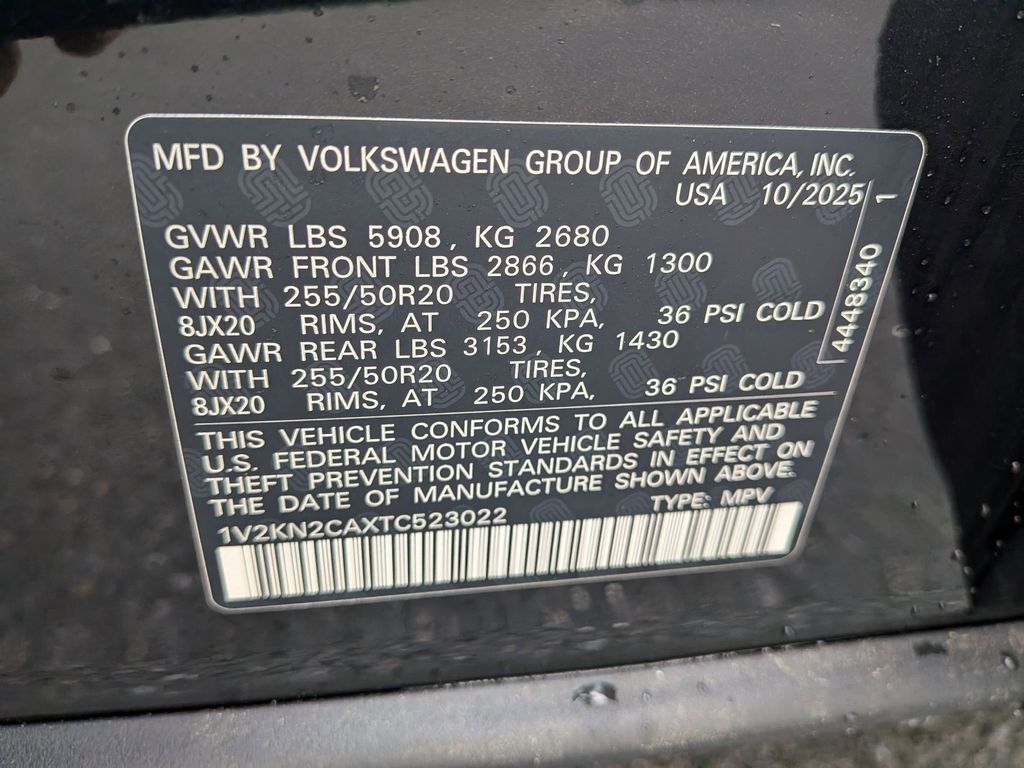 MFD BY VOLKSWAGEN GROUP OF AMERICA, INC.
USA 10/2025
GVWR LBS 5908, KG 2680
GAWR FRONT LBS 2866, KG 1300
WITH 255/50R20 TIRES,
8JX20 RIMS, AT 250 KPA, 36 PSI COLD
GAWR REAR LBS 3153, KG 1430
WITH 255/50R20 TIRES,
8JX20 RIMS, AT 250 KPA, 36 PSI COLD
4448340 1
THIS VEHICLE CONFORMS TO ALL APPLICABLE
U.S. FEDERAL MOTOR VEHICLE SAFETY AND
THEFT PREVENTION STANDARDS IN EFFECT ON
THE DATE OF MANUFACTURE SHOWN ABOVE.
1V2KN2CAXTC523022 TYPE: MPV